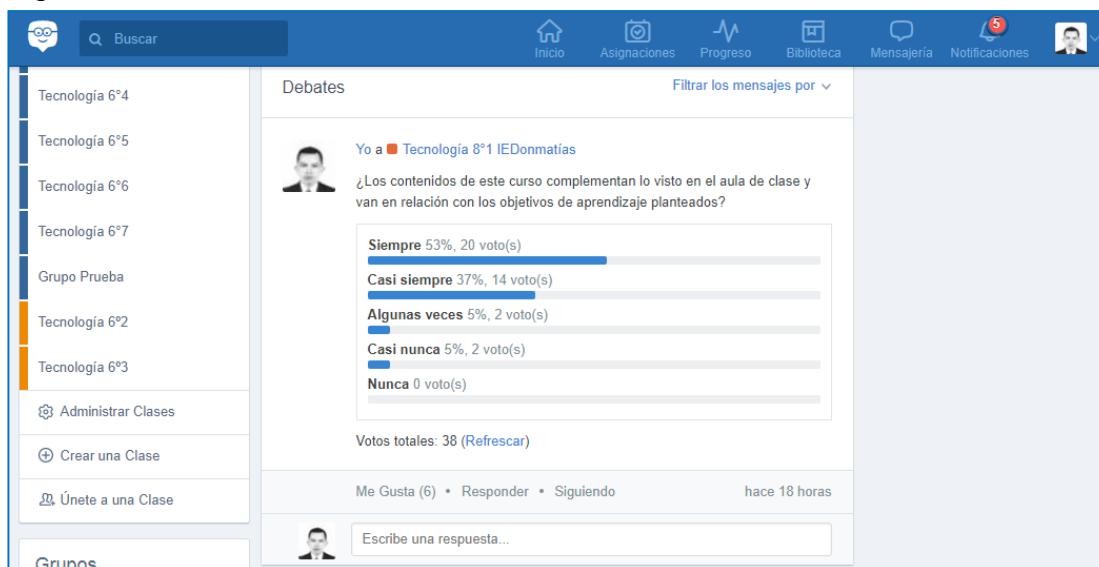 Buscar
Inicio
Asignaciones
Progreso
Biblioteca
Mensajería
5
Notificaciones
Tecnología 6°4
Tecnología 6°5
Tecnología 6°6
Tecnología 6°7
Grupo Prueba
Tecnología 6º2
Tecnología 6º3
Administrar Clases
Crear una Clase
Únete a una Clase
Grupos
Debates
Filtrar los mensajes por
Yo a Tecnología 8°1 IEDonmatías
¿Los contenidos de este curso complementan lo visto en el aula de clase y
van en relación con los objetivos de aprendizaje planteados?
Siempre 53%, 20 voto(s)
Casi siempre 37%, 14 voto(s)
Algunas veces 5%, 2 voto(s)
Casi nunca 5%, 2 voto(s)
Nunca 0 voto(s)
Votos totales: 38 (Refrescar)
Me Gusta (6) • Responder • Siguiendo
hace 18 horas
Escribe una respuesta...